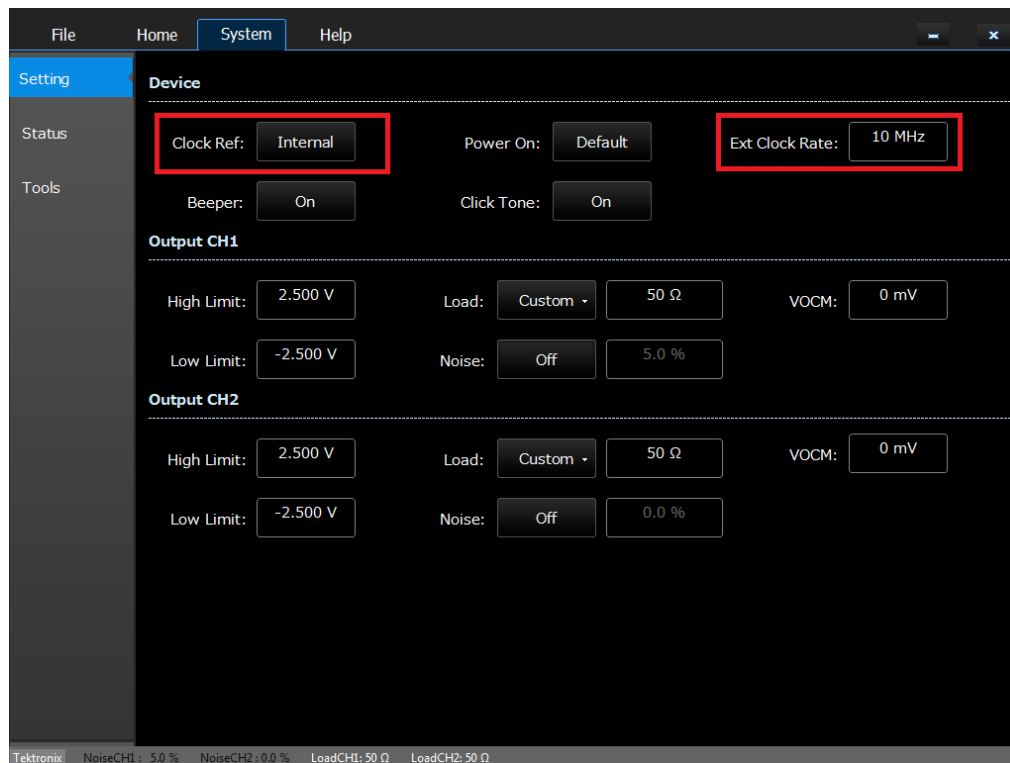 File Home System Help
Setting
Status
Tools
Device
Clock Ref: Internal Power On: Default Ext Clock Rate: 10 MHz
Beeper: On Click Tone: On
Output CH1
High Limit: 2.500 V Load: Custom 50 Ω VOCM: 0 mV
Low Limit: -2.500 V Noise: Off 5.0 %
Output CH2
High Limit: 2.500 V Load: Custom 50 Ω VOCM: 0 mV
Low Limit: -2.500 V Noise: Off 0.0 %
Tektronix NoiseCH1 : 5.0 % NoiseCH2 : 0.0 % LoadCH1: 50 Ω LoadCH2: 50 Ω